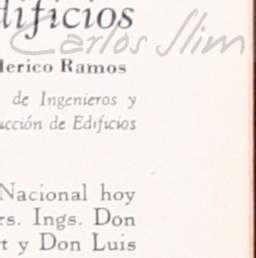 dificios
Carlos Slim
derico Ramos
de Ingenieros y
ucción de Edificios
Nacional hoy
rs. Ings. Don
t y Don Luis